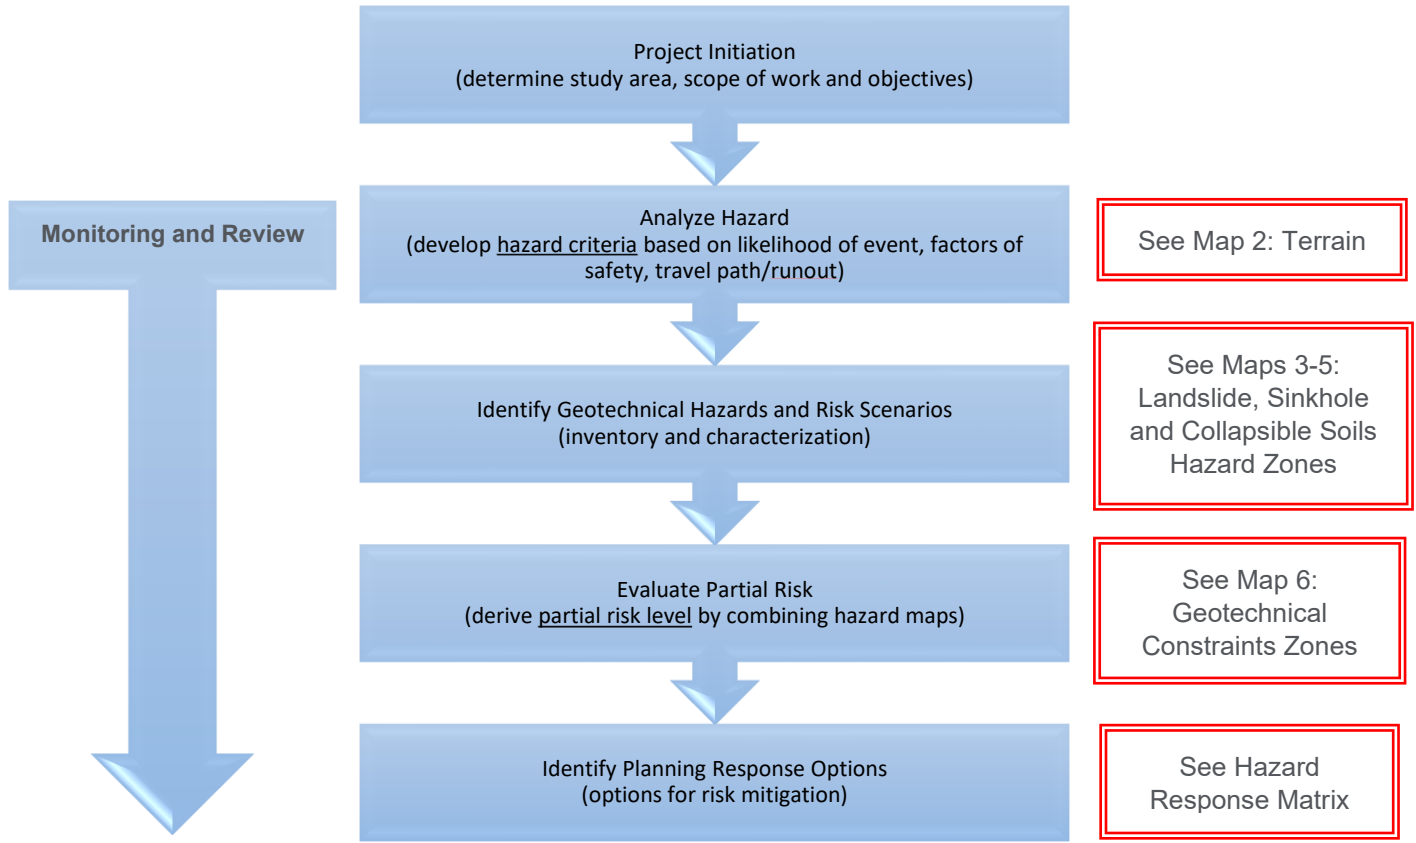 Project Initiation
(determine study area, scope of work and objectives)
Monitoring and Review
Analyze Hazard
(develop hazard criteria based on likelihood of event, factors of
safety, travel path/runout)
See Map 2: Terrain
Identify Geotechnical Hazards and Risk Scenarios
(inventory and characterization)
See Maps 3-5:
Landslide, Sinkhole
and Collapsible Soils
Hazard Zones
Evaluate Partial Risk
(derive partial risk level by combining hazard maps)
See Map 6:
Geotechnical
Constraints Zones
Identify Planning Response Options
(options for risk mitigation)
See Hazard
Response Matrix